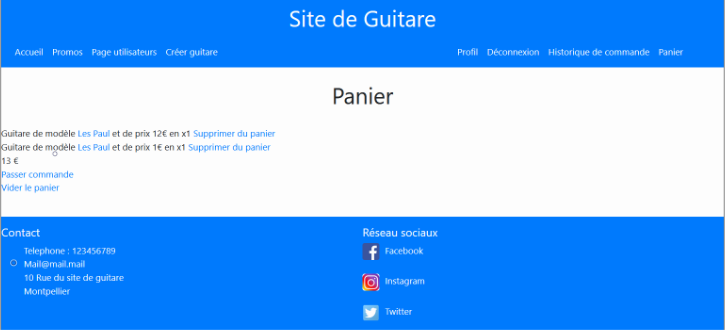 Site de Guitare
Accueil Promos Page utilisateurs Créer guitare Profil Déconnexion Historique de commande Panier
Panier
Guitare de modèle Les Paul et de prix 12€ en x1 Supprimer du panier
Guitare de modèle Les Paul et de prix 1€ en x1 Supprimer du panier
13 €
Passer commande
Vider le panier
Contact
Telephone : 123456789
Mail@mail.mail
10 Rue du site de guitare
Montpellier
Réseau sociaux
Facebook
Instagram
Twitter